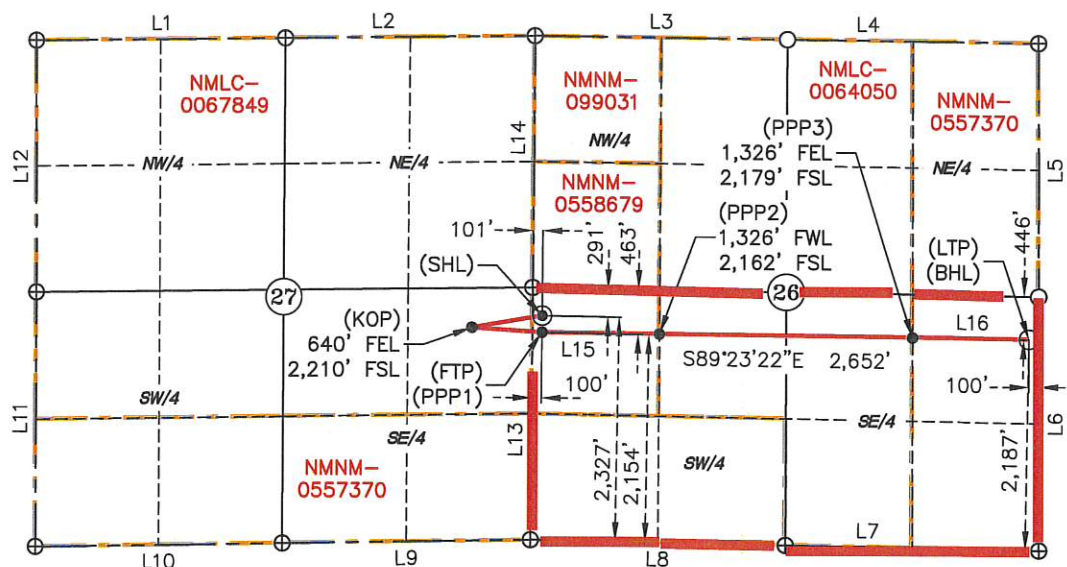 L1
L2
L3
L4
NMLC-
0067849
NMNM-
099031
NMLC-
0064050
NMNM-
0557370
L12
L14
L5
NW/4
NE/4
NW/4
(PPP3)
1,326' FEL
2,179' FSL
NE/4
NMNM-
0558679
(PPP2)
1,326' FWL
2,162' FSL
101'
291'
463'
446'
(SHL)
(LTP)
(BHL)
27
26
(KOP)
640' FEL
2,210' FSL
(FTP)
(PPP1)
L15
S89°23'22"E 2,652'
L16
100'
100'
L11
SW/4
SE/4
L13
NMNM-
0557370
2,327'
2,154'
SW/4
SE/4
2,187'
L6
L10
L9
L8
L7